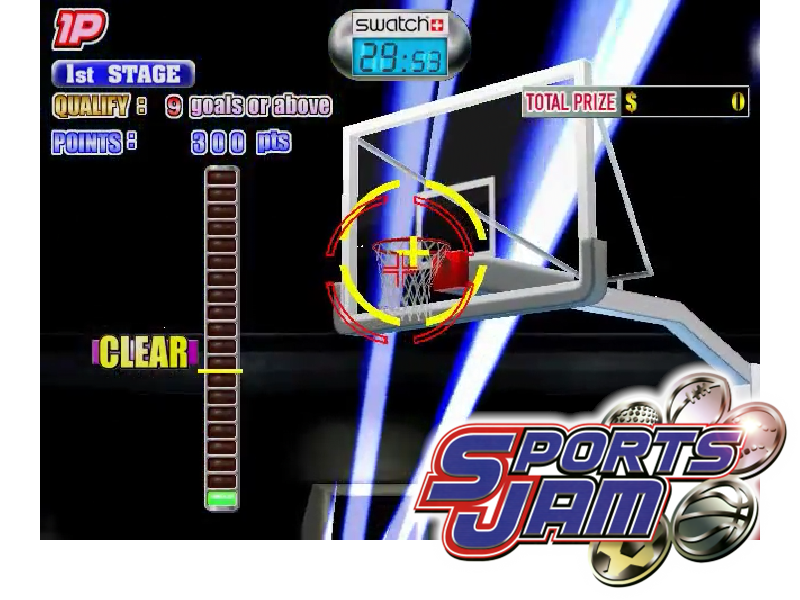 1P
swatch
29:53
1st STAGE
QUALIFY : 9 goals or above
TOTAL PRIZE $ 0
POINTS : 300 pts
CLEAR
SPORTS
JAM